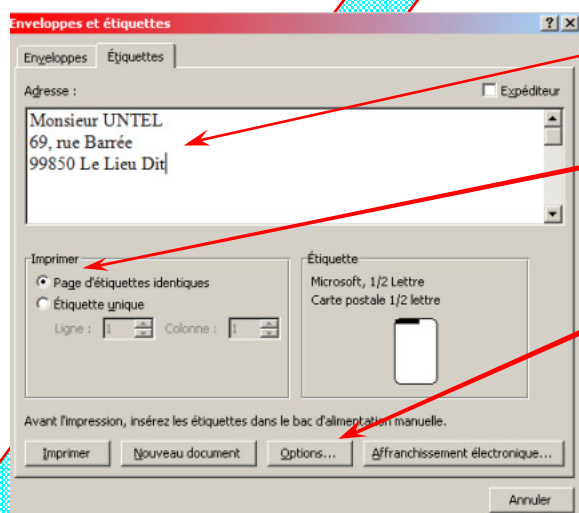 Enveloppes et étiquettes
Enveloppes Étiquettes
Adresse : Expéditeur
Monsieur UNTEL
69, rue Barrée
99850 Le Lieu Dit
Imprimer
Page d'étiquettes identiques
Étiquette unique
Ligne : 1 Colonne : 1
Étiquette
Microsoft, 1/2 Lettre
Carte postale 1/2 lettre
Avant l'impression, insérez les étiquettes dans le bac d'alimentation manuelle.
Imprimer Nouveau document Options... Affranchissement électronique...
Annuler